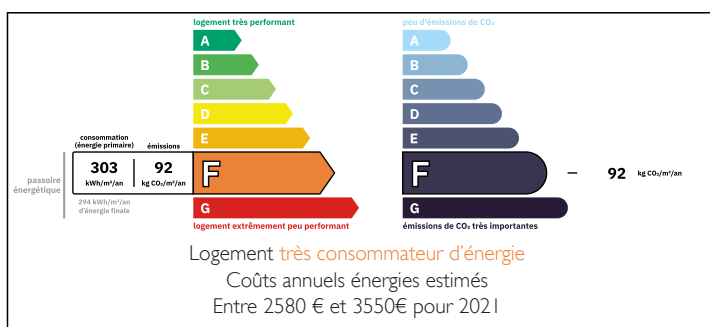 logement très performant
A
B
C
D
E
consommation
(énergie primaire)
émissions
passoire
énergétique
303
kWh/m²/an
92
kg CO₂/m²/an
F
294 kWh/m²/an
d'énergie finale
G
logement extrêmement peu performant
peu d'émissions de CO₂
A
B
C
D
E
F
92 kg CO₂/m²/an
G
émissions de CO₂ très importantes
Logement très consommateur d'énergie
Coûts annuels énergies estimés
Entre 2580 € et 3550€ pour 2021